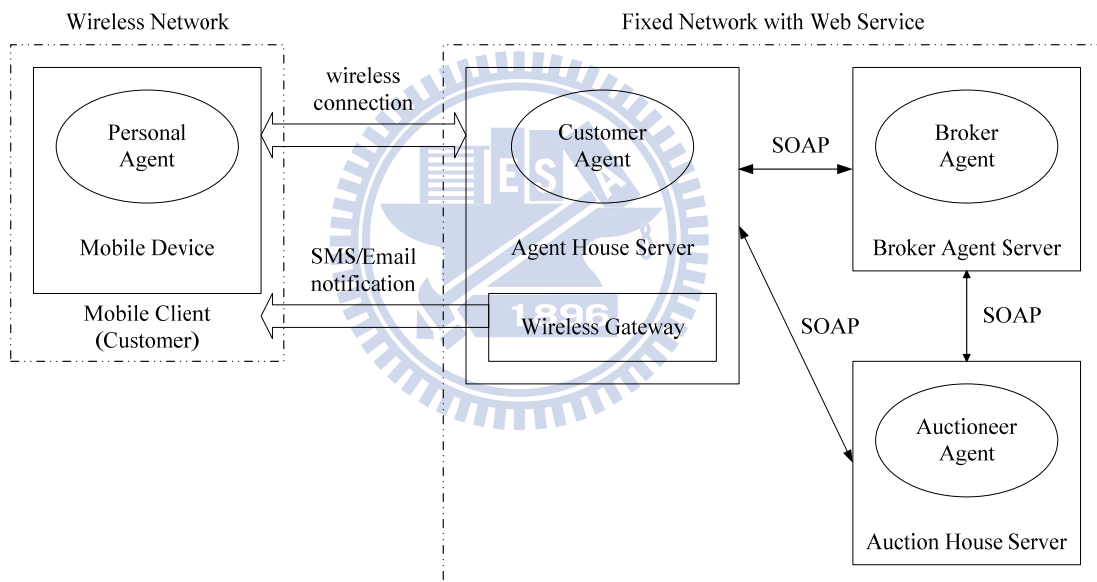 Wireless Network
Fixed Network with Web Service
wireless
connection
Personal
Agent
Mobile Device
SMS/Email
notification
Mobile Client
(Customer)
Customer
Agent
Agent House Server
Wireless Gateway
SOAP
Broker
Agent
Broker Agent Server
SOAP
SOAP
Auctioneer
Agent
Auction House Server
E S A
1896